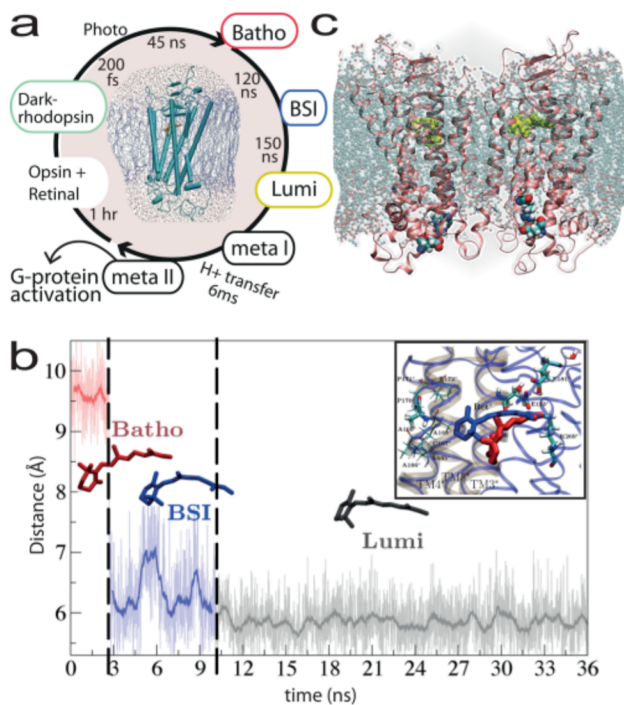 a
Photo
45 ns
Batho
200
fs
120
ns
Dark-
rhodopsin
BSI
150
ns
Opsin +
Retinal
Lumi
1 hr
meta I
meta II
H+ transfer
6ms
G-protein
activation
c
b
10
9
8
7
6
Distance (Å)
Batho
BSI
Lumi
TM4"
TM3"
0
3
6
9
12
15
18
21
24
27
30
33
36
time (ns)